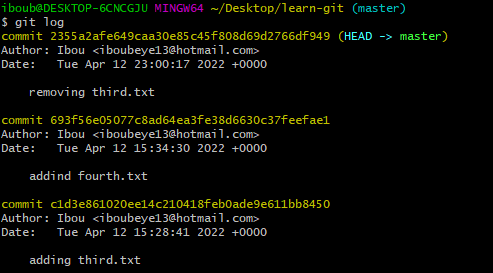 iboub@DESKTOP-6CNCGJU MINGW64 ~/Desktop/learn-git (master)
$ git log
commit 2355a2afe649caa30e85c45f808d69d2766df949 (HEAD -> master)
Author: Ibou <iboubeye13@hotmail.com>
Date:   Tue Apr 12 23:00:17 2022 +0000
removing third.txt
commit 693f56e05077c8ad64ea3fe38d6630c37feefae1
Author: Ibou <iboubeye13@hotmail.com>
Date:   Tue Apr 12 15:34:30 2022 +0000
addind fourth.txt
commit c1d3e861020ee14c210418feb0ade9e611bb8450
Author: Ibou <iboubeye13@hotmail.com>
Date:   Tue Apr 12 15:28:41 2022 +0000
adding third.txt